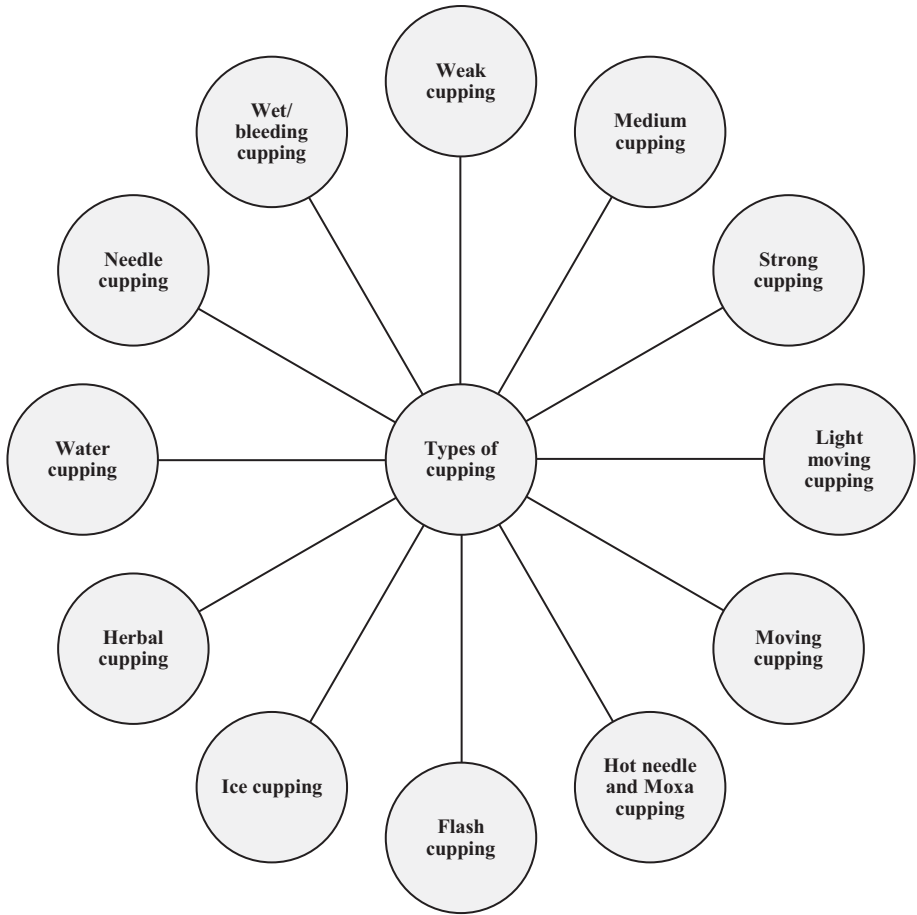 Weak
cupping
Medium
cupping
Strong
cupping
Light
moving
cupping
Moving
cupping
Hot needle
and Moxa
cupping
Flash
cupping
Ice cupping
Herbal
cupping
Water
cupping
Needle
cupping
Wet/
bleeding
cupping
Types of
cupping